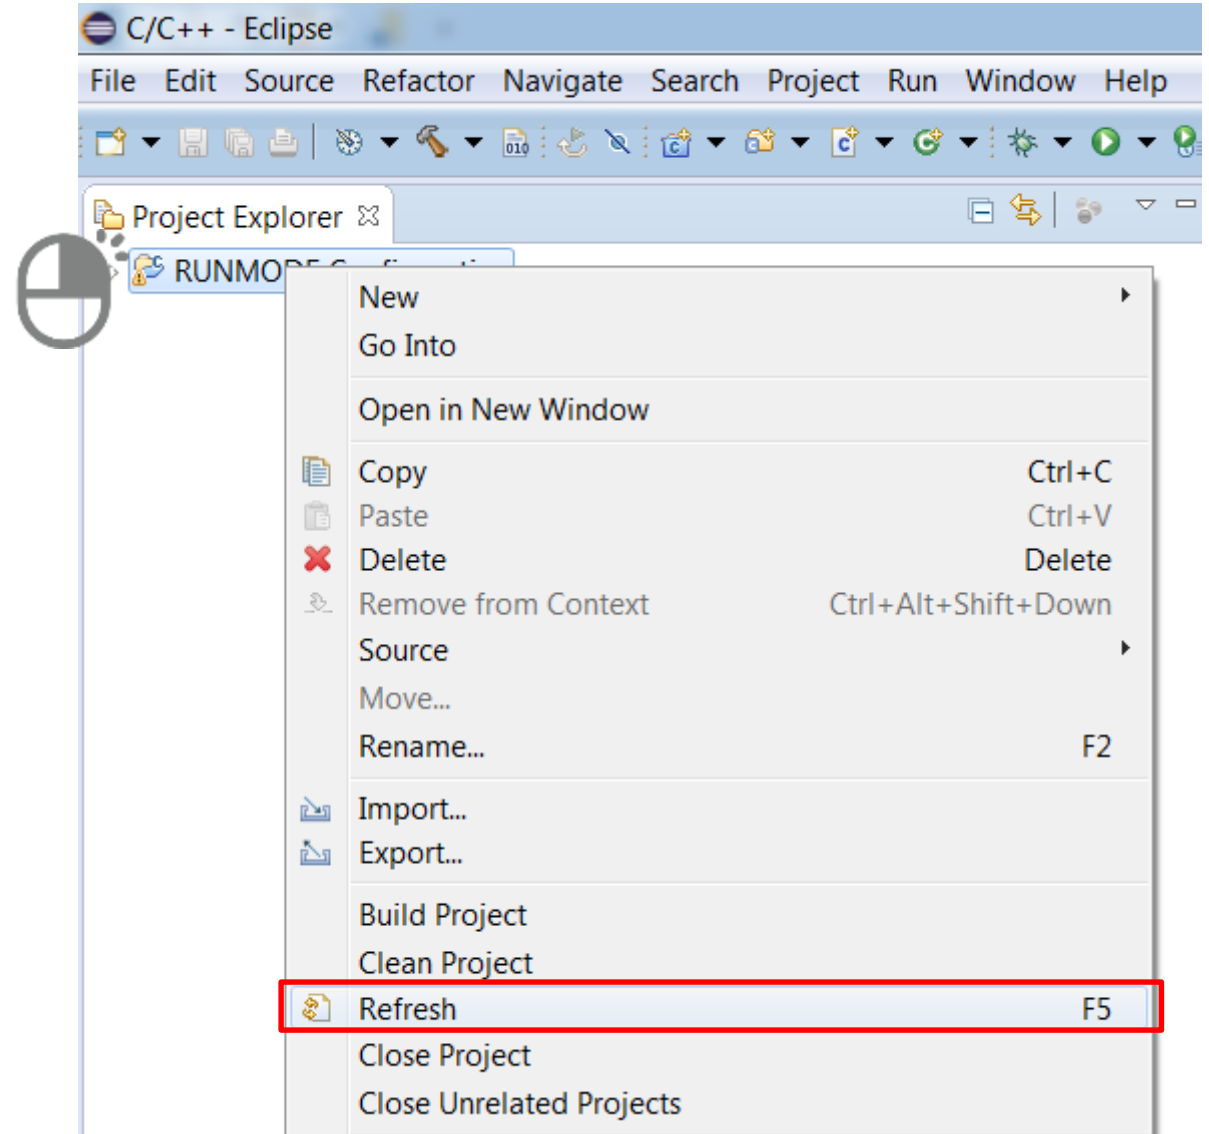 C/C++ - Eclipse
File Edit Source Refactor Navigate Search Project Run Window Help
010
Project Explorer
RUNMODE
New
Go Into
Open in New Window
Copy Ctrl+C
Paste Ctrl+V
Delete Delete
Remove from Context Ctrl+Alt+Shift+Down
Source
Move...
Rename... F2
Import...
Export...
Build Project
Clean Project
Refresh F5
Close Project
Close Unrelated Projects